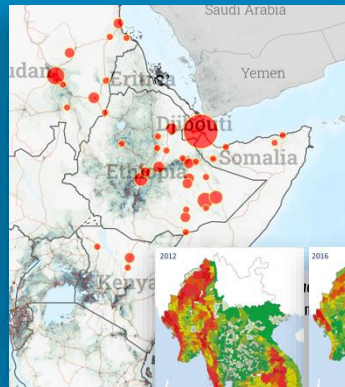 Saudi Arabia
Yemen
udan
Eritrea
Djibouti
Somalia
Ethiopia
Kenya
2012
2016